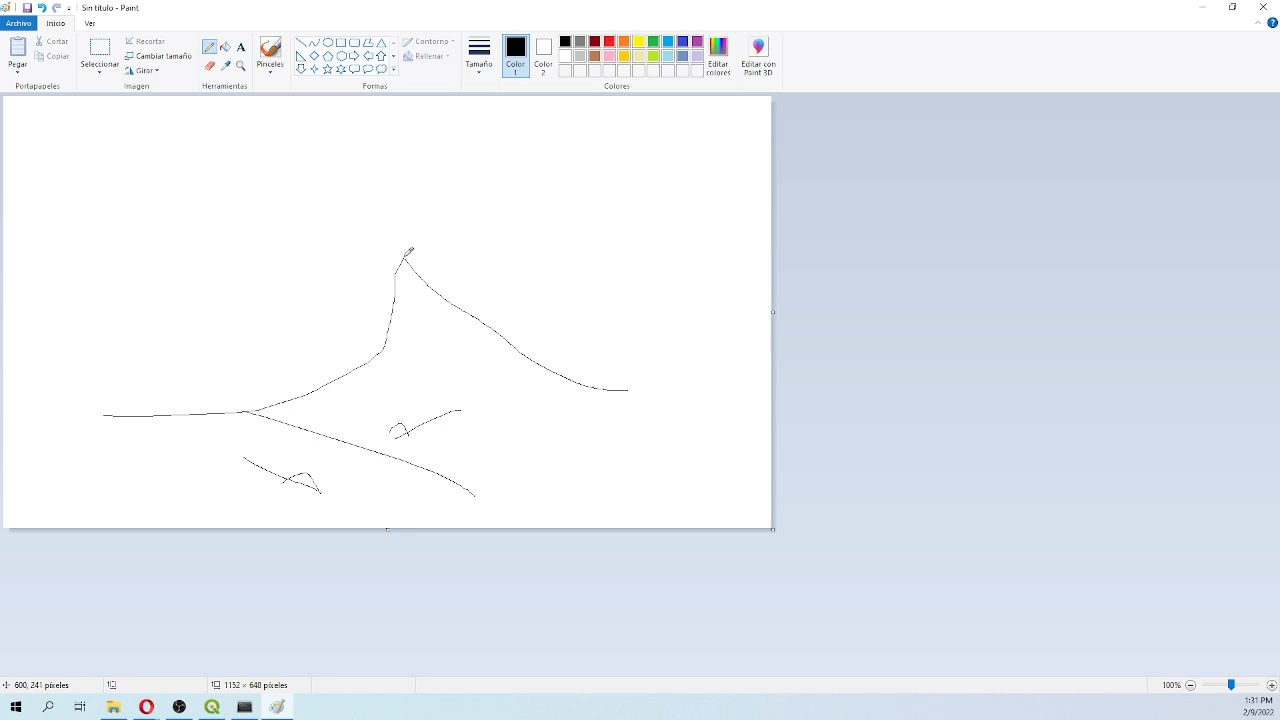 Sin título - Paint
Archivo Inicio Ver
Pegar
Cortar
Copiar
Portapapeles
Seleccionar
Recortar
Cambiar tamaño
Girar
Imagen
A
Herramientas
Pinceles
Contorno
Rellenar
Formas
Tamaño
Color 1
Color 2
Editar colores
Colores
Editar con Paint 3D
600, 241 píxeles
1152 × 648 píxeles
100%
1:31 PM
2/9/2022